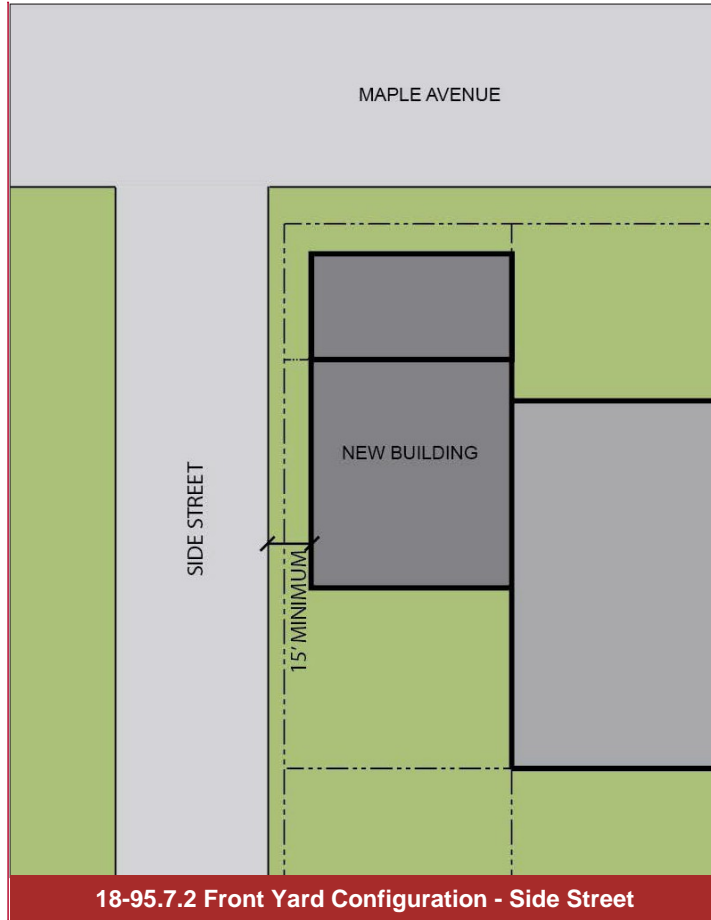 MAPLE AVENUE
NEW BUILDING
SIDE STREET
15' MINIMUM
18-95.7.2 Front Yard Configuration - Side Street